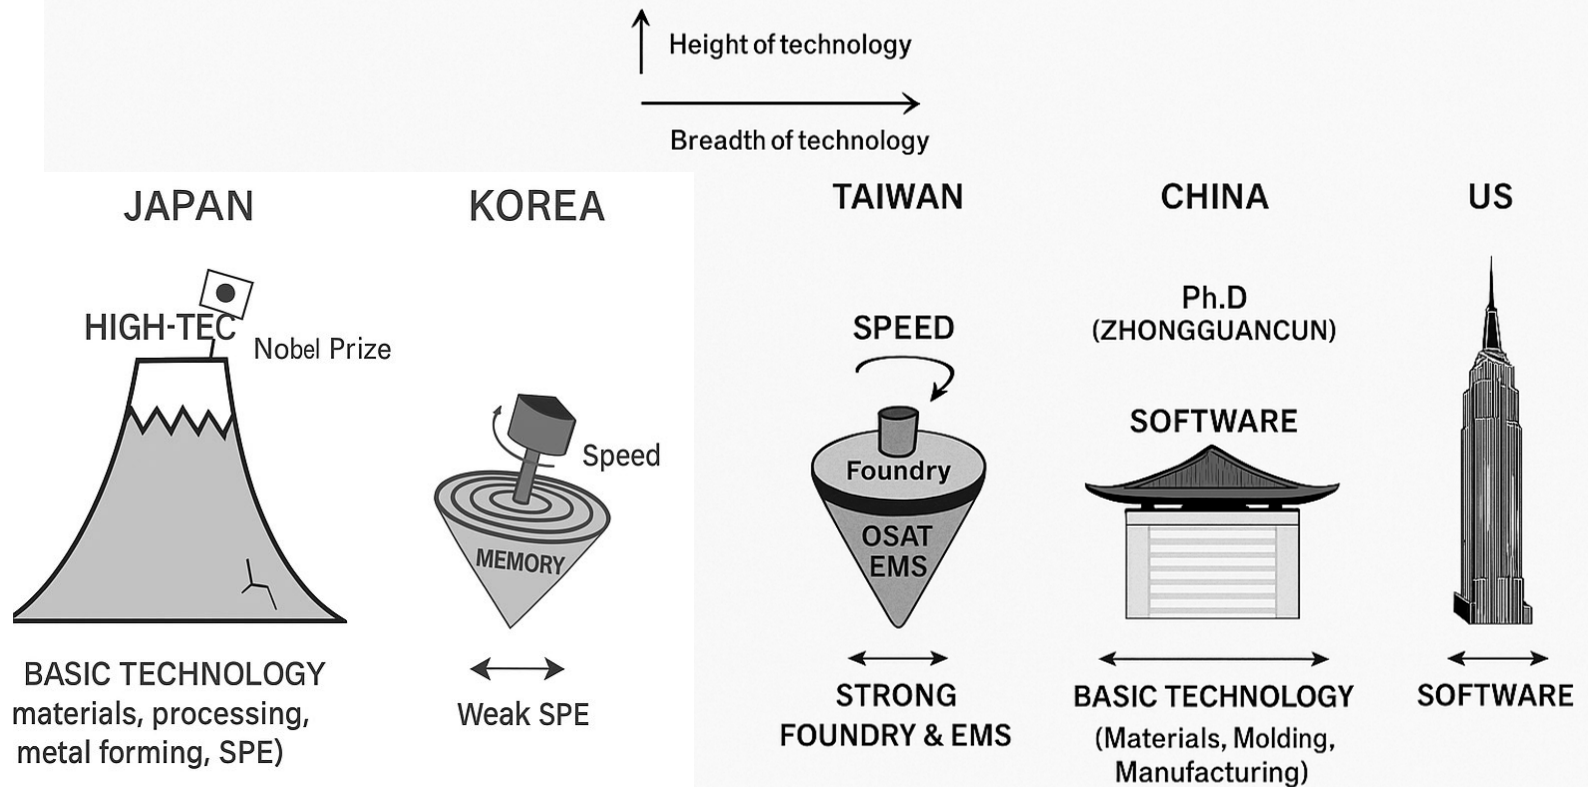 Height of technology
Breadth of technology
JAPAN
HIGH-TEC
Nobel Prize
BASIC TECHNOLOGY
materials, processing,
metal forming, SPE)
KOREA
Speed
MEMORY
Weak SPE
TAIWAN
SPEED
Foundry
OSAT
EMS
STRONG
FOUNDRY & EMS
CHINA
Ph.D
(ZHONGGUANCUN)
SOFTWARE
BASIC TECHNOLOGY
(Materials, Molding,
Manufacturing)
US
SOFTWARE